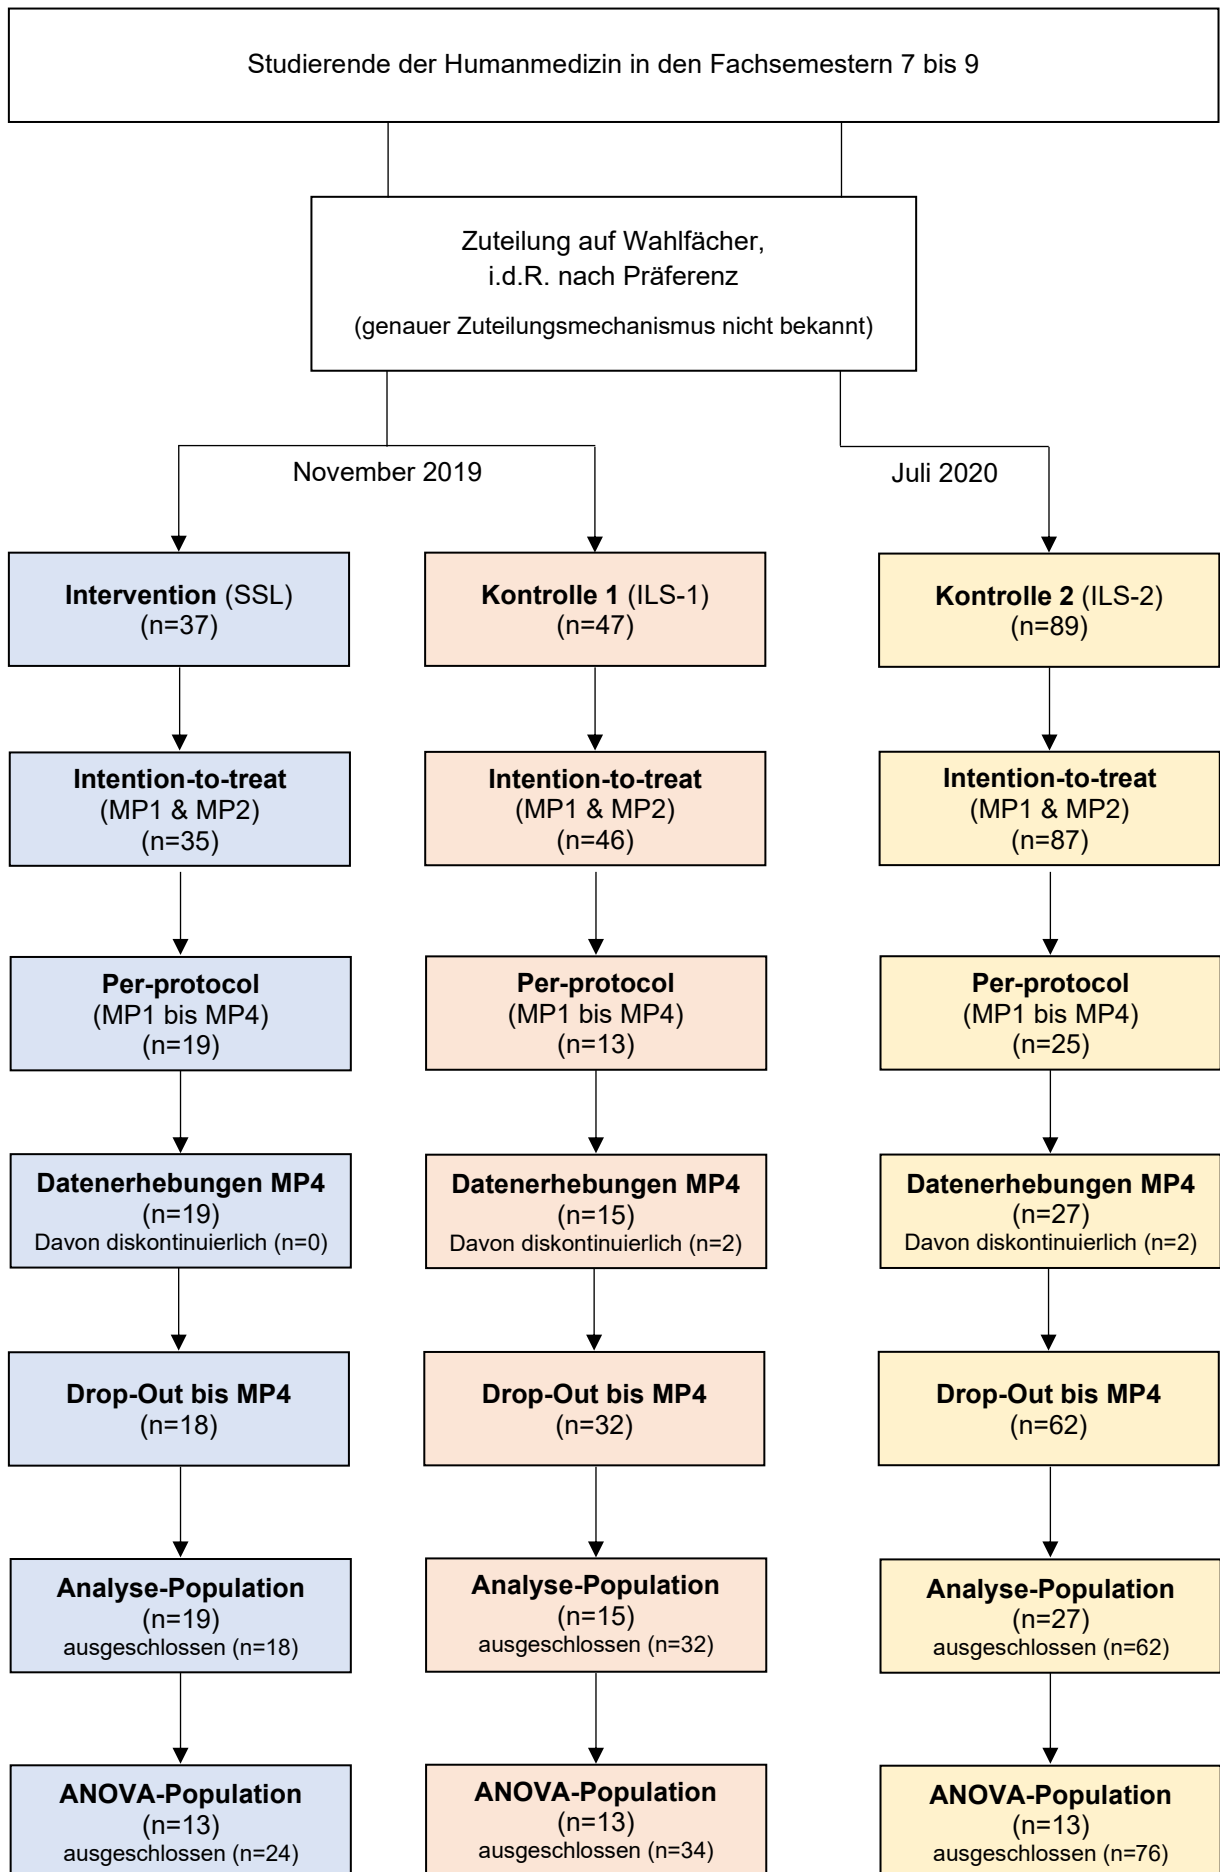 Studierende der Humanmedizin in den Fachsemestern 7 bis 9
Zuteilung auf Wahlfächer,
i.d.R. nach Präferenz
(genauer Zuteilungsmechanismus nicht bekannt)
November 2019
Juli 2020
Intervention (SSL)
(n=37)
Kontrolle 1 (ILS-1)
(n=47)
Kontrolle 2 (ILS-2)
(n=89)
Intention-to-treat
(MP1 & MP2)
(n=35)
Intention-to-treat
(MP1 & MP2)
(n=46)
Intention-to-treat
(MP1 & MP2)
(n=87)
Per-protocol
(MP1 bis MP4)
(n=19)
Per-protocol
(MP1 bis MP4)
(n=13)
Per-protocol
(MP1 bis MP4)
(n=25)
Datenerhebungen MP4
(n=19)
Davon diskontinuierlich (n=0)
Datenerhebungen MP4
(n=15)
Davon diskontinuierlich (n=2)
Datenerhebungen MP4
(n=27)
Davon diskontinuierlich (n=2)
Drop-Out bis MP4
(n=18)
Drop-Out bis MP4
(n=32)
Drop-Out bis MP4
(n=62)
Analyse-Population
(n=19)
ausgeschlossen (n=18)
Analyse-Population
(n=15)
ausgeschlossen (n=32)
Analyse-Population
(n=27)
ausgeschlossen (n=62)
ANOVA-Population
(n=13)
ausgeschlossen (n=24)
ANOVA-Population
(n=13)
ausgeschlossen (n=34)
ANOVA-Population
(n=13)
ausgeschlossen (n=76)